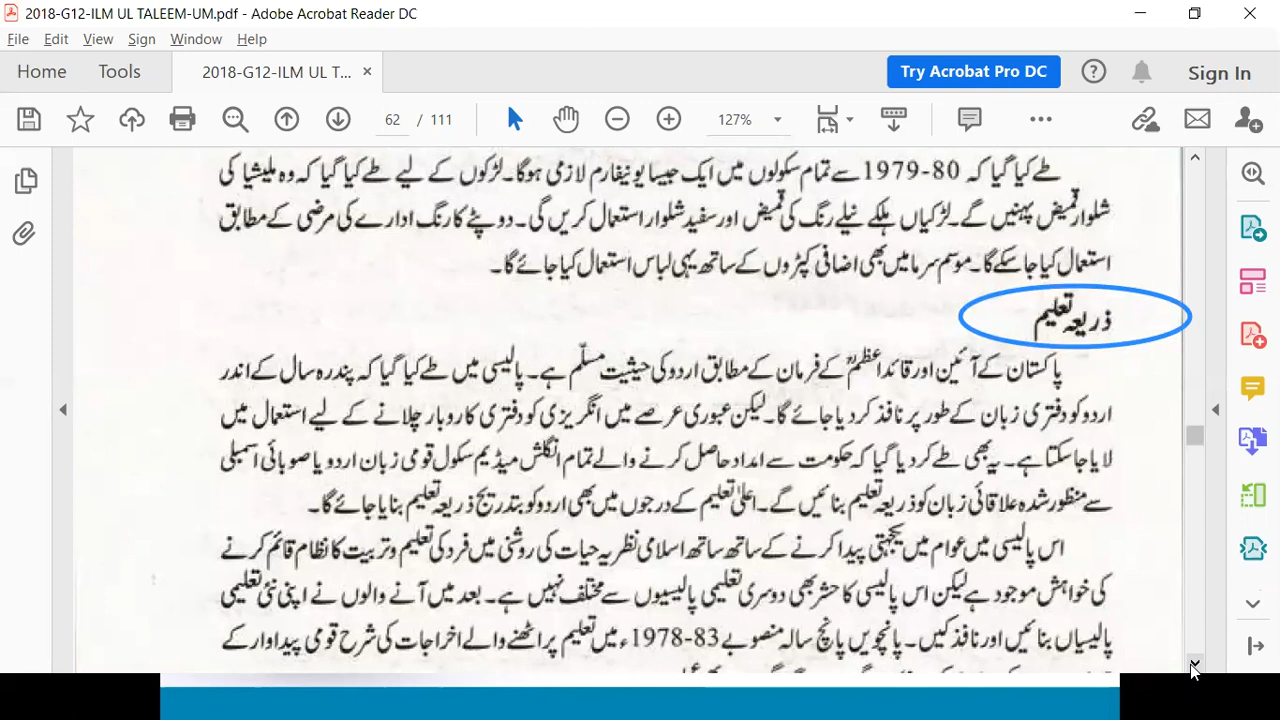 2018-G12-ILM UL TALEEM-UM.pdf - Adobe Acrobat Reader DC
File Edit View Sign Window Help
Home Tools 2018-G12-ILM UL T... × Try Acrobat Pro DC Sign In
62 / 111 127%
طے کیا گیا کہ 80-1979 سے تمام سکولوں میں ایک جیسا یونیفارم لازمی ہوگا۔ لڑکوں کے لیے طے کیا گیا کہ وہ ملیشیا کی
شلوار قمیض پہنیں گے۔ لڑکیاں ہلکے نیلے رنگ کی قمیض اور سفید شلوار استعمال کریں گی۔ دوپٹے کا رنگ ادارے کی مرضی کے مطابق
استعمال کیا جا سکے گا۔ موسم سرما میں بھی اضافی کپڑوں کے ساتھ یہی لباس استعمال کیا جائے گا۔
ذریعہ تعلیم
پاکستان کے آئین اور قائداعظمؒ کے فرمان کے مطابق اردو کی حیثیت مسلّم ہے۔ پالیسی میں طے کیا گیا کہ پندرہ سال کے اندر
اردو کو دفتری زبان کے طور پر نافذ کر دیا جائے گا۔ لیکن عبوری عرصے میں انگریزی کو دفتری کاروبار چلانے کے لیے استعمال میں
لایا جا سکتا ہے۔ یہ بھی طے کر دیا گیا کہ حکومت سے امداد حاصل کرنے والے تمام انگلش میڈیم سکول قومی زبان اردو یا صوبائی اسمبلی
سے منظور شدہ علاقائی زبان کو ذریعہ تعلیم بنائیں گے۔ اعلیٰ تعلیم کے درجوں میں بھی اردو کو بتدریج ذریعہ تعلیم بنایا جائے گا۔
اس پالیسی میں عوام میں یکجہتی پیدا کرنے کے ساتھ ساتھ اسلامی نظریہ حیات کی روشنی میں فرد کی تعلیم و تربیت کا نظام قائم کرنے
کی خواہش موجود ہے لیکن اس پالیسی کا حشر بھی دوسری تعلیمی پالیسیوں سے مختلف نہیں ہے۔ بعد میں آنے والوں نے اپنی نئی تعلیمی
پالیساں بنائیں اور نافذ کیں۔ پانچویں پانچ سالہ منصوبے 83-1978ء میں تعلیم پر اٹھنے والے اخراجات کی شرح قومی پیداوار کے